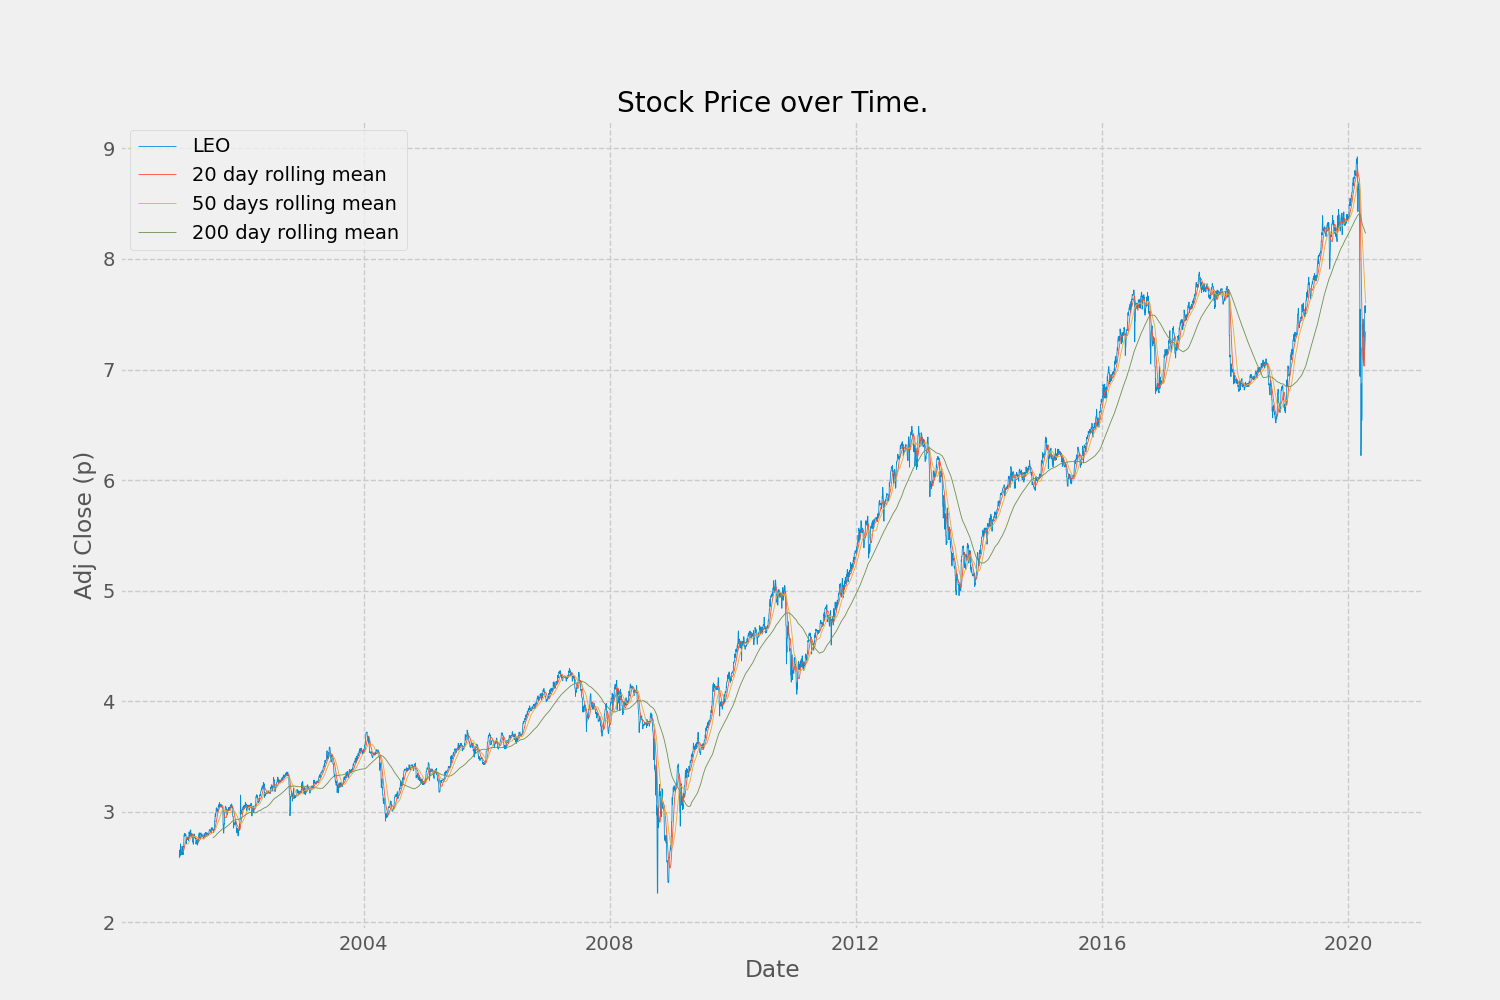 Stock Price over Time.
LEO
20 day rolling mean
50 days rolling mean
200 day rolling mean
9
8
7
6
5
4
3
2
Adj Close (p)
2004 2008 2012 2016 2020
Date